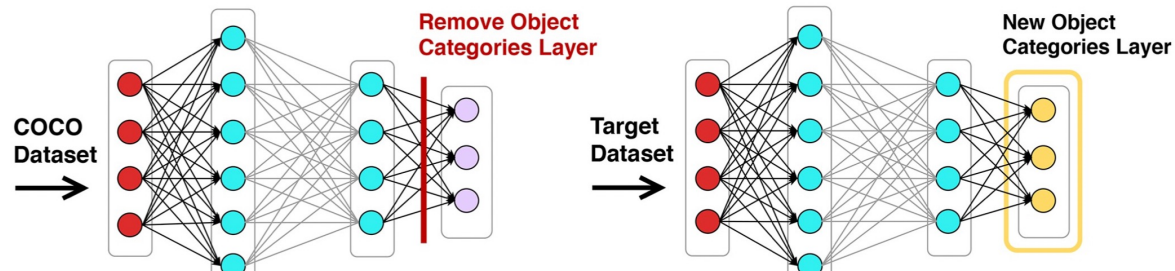 COCO
Dataset
Remove Object
Categories Layer
Target
Dataset
New Object
Categories Layer